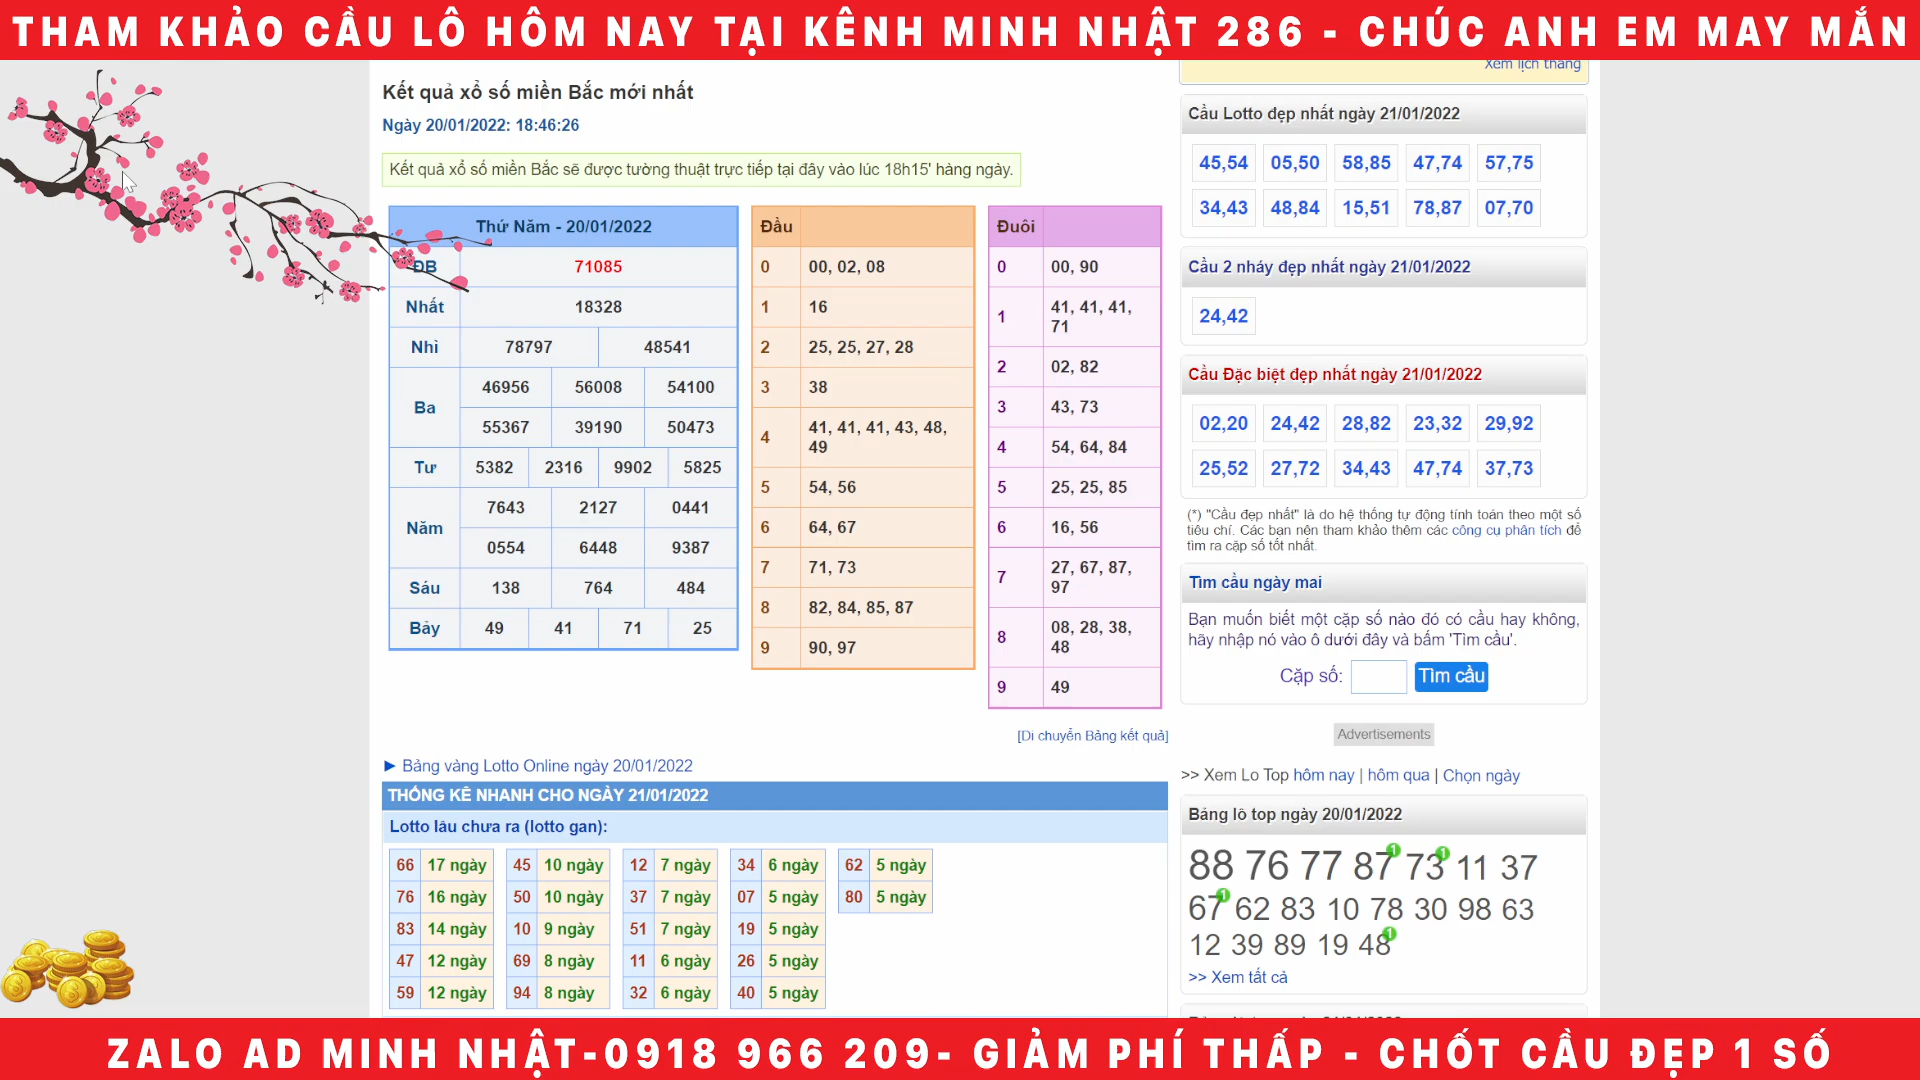 THAM KHẢO CẦU LÔ HÔM NAY TẠI KÊNH MINH NHẬT 286 - CHÚC ANH EM MAY MẮN
Kết quả xổ số miền Bắc mới nhất
Ngày 20/01/2022: 18:46:26
Kết quả xổ số miền Bắc sẽ được tường thuật trực tiếp tại đây vào lúc 18h15' hàng ngày.
Thứ Năm - 20/01/2022
ĐB 71085
Nhất 18328
Nhì 78797 48541
Ba 46956 56008 54100
55367 39190 50473
Tư 5382 2316 9902 5825
Năm 7643 2127 0441
0554 6448 9387
Sáu 138 764 484
Bảy 49 41 71 25
Đầu
0 00, 02, 08
1 16
2 25, 25, 27, 28
3 38
4 41, 41, 41, 43, 48,
49
5 54, 56
6 64, 67
7 71, 73
8 82, 84, 85, 87
9 90, 97
Đuôi
0 00, 90
1 41, 41, 41,
71
2 02, 82
3 43, 73
4 54, 64, 84
5 25, 25, 85
6 16, 56
7 27, 67, 87,
97
8 08, 28, 38,
48
9 49
[Di chuyển Bảng kết quả]
► Bảng vàng Lotto Online ngày 20/01/2022
THỐNG KÊ NHANH CHO NGÀY 21/01/2022
Lotto lâu chưa ra (lotto gan):
66 17 ngày 45 10 ngày 12 7 ngày 34 6 ngày 62 5 ngày
76 16 ngày 50 10 ngày 37 7 ngày 07 5 ngày 80 5 ngày
83 14 ngày 10 9 ngày 51 7 ngày 19 5 ngày
47 12 ngày 69 8 ngày 11 6 ngày 26 5 ngày
59 12 ngày 94 8 ngày 32 6 ngày 40 5 ngày
Xem lịch tháng
Cầu Lotto đẹp nhất ngày 21/01/2022
45,54 05,50 58,85 47,74 57,75
34,43 48,84 15,51 78,87 07,70
Cầu 2 nháy đẹp nhất ngày 21/01/2022
24,42
Cầu Đặc biệt đẹp nhất ngày 21/01/2022
02,20 24,42 28,82 23,32 29,92
25,52 27,72 34,43 47,74 37,73
(*) "Cầu đẹp nhất" là do hệ thống tự động tính toán theo một số
tiêu chí. Các bạn nên tham khảo thêm các công cụ phân tích để
tìm ra cặp số tốt nhất.
Tìm cầu ngày mai
Bạn muốn biết một cặp số nào đó có cầu hay không,
hãy nhập nó vào ô dưới đây và bấm 'Tìm cầu'.
Cặp số: Tìm cầu
Advertisements
>> Xem Lo Top hôm nay | hôm qua | Chọn ngày
Bảng lô top ngày 20/01/2022
88 76 77 87 1 73 1 11 37
67 1 62 83 10 78 30 98 63
12 39 89 19 48 1
>> Xem tất cả
ZALO AD MINH NHẬT-0918 966 209- GIẢM PHÍ THẤP - CHỐT CẦU ĐẸP 1 SỐ